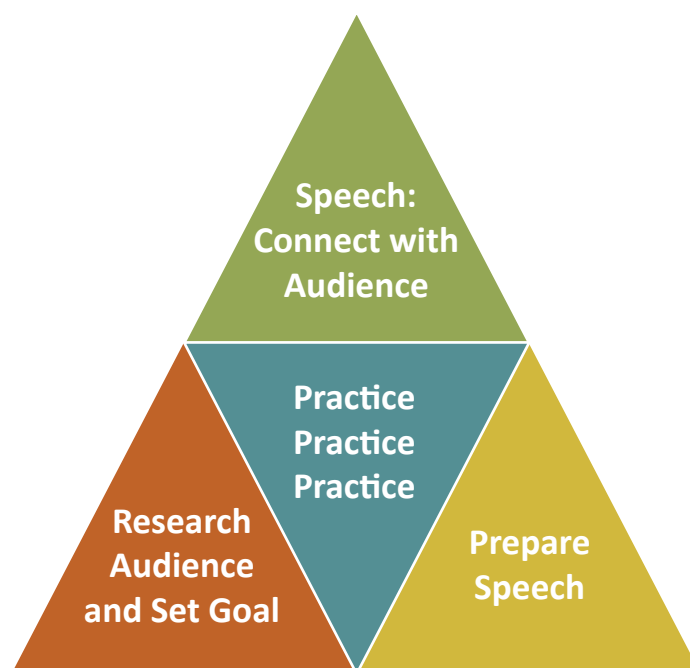 Speech:
Connect with
Audience
Practice
Practice
Practice
Research
Audience
and Set Goal
Prepare
Speech